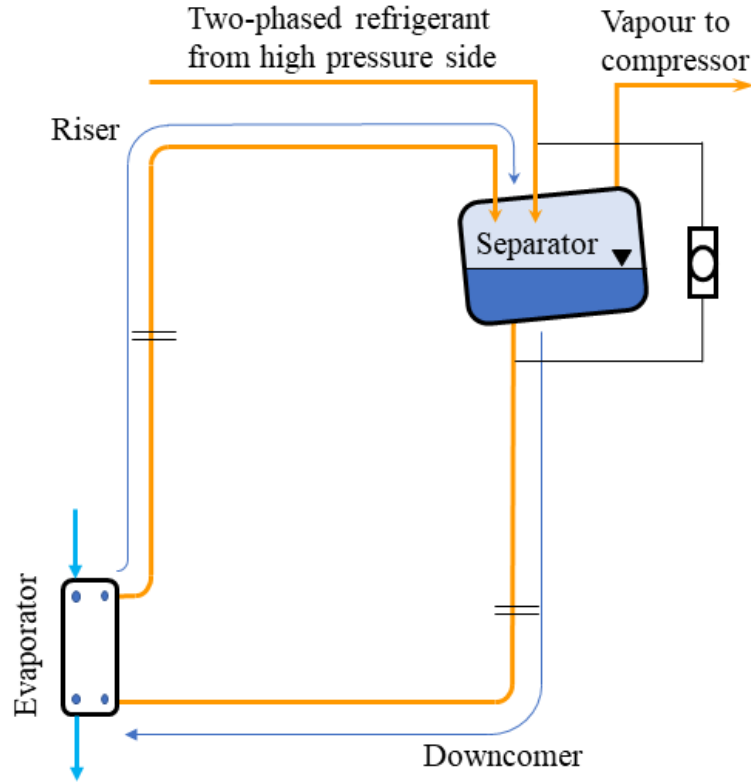 Two-phased refrigerant
from high pressure side
Vapour to
compressor
Riser
Separator
Evaporator
Downcomer